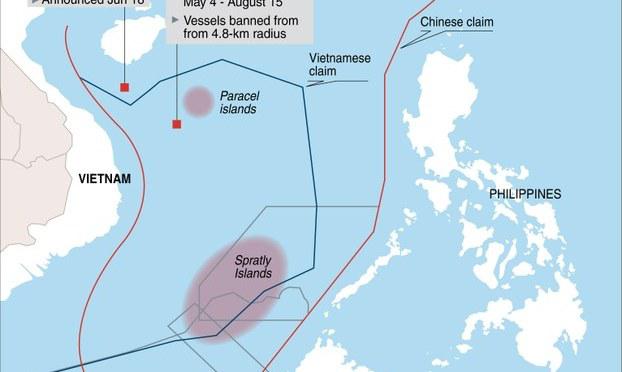 Announced Jun 18
May 4 - August 15
Vessels banned from
from 4.8-km radius
Chinese claim
Vietnamese
claim
Paracel
islands
VIETNAM
PHILIPPINES
Spratly
Islands